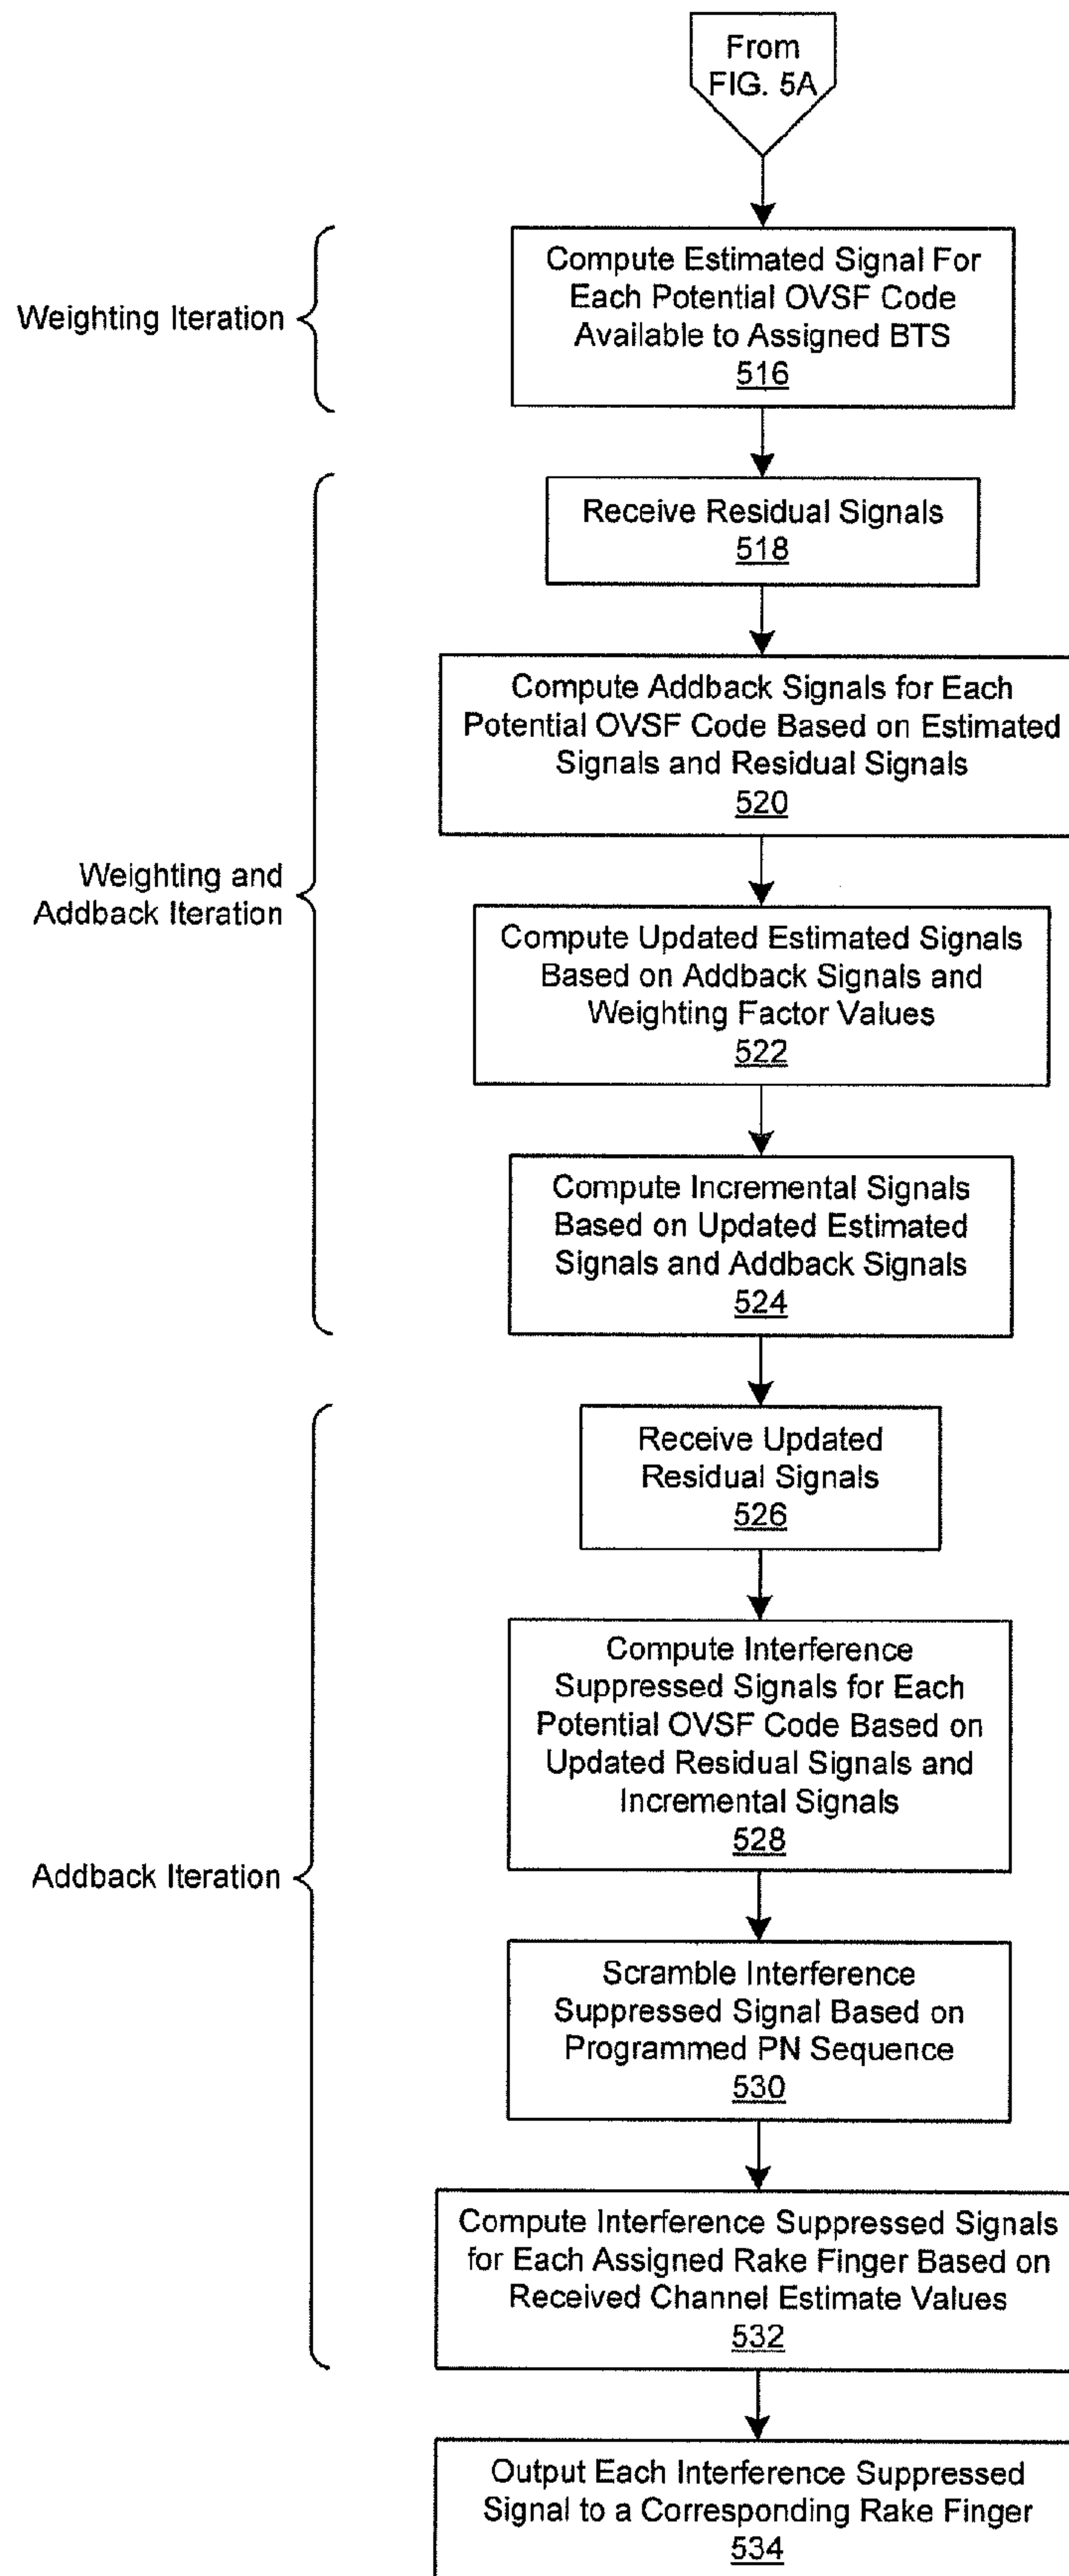 From
FIG. 5A
Weighting Iteration
Compute Estimated Signal For
Each Potential OVSF Code
Available to Assigned BTS
516
Receive Residual Signals
518
Compute Addback Signals for Each
Potential OVSF Code Based on Estimated
Signals and Residual Signals
520
Weighting and
Addback Iteration
Compute Updated Estimated Signals
Based on Addback Signals and
Weighting Factor Values
522
Compute Incremental Signals
Based on Updated Estimated
Signals and Addback Signals
524
Receive Updated
Residual Signals
526
Compute Interference
Suppressed Signals for Each
Potential OVSF Code Based on
Updated Residual Signals and
Incremental Signals
528
Addback Iteration
Scramble Interference
Suppressed Signal Based on
Programmed PN Sequence
530
Compute Interference Suppressed Signals
for Each Assigned Rake Finger Based on
Received Channel Estimate Values
532
Output Each Interference Suppressed
Signal to a Corresponding Rake Finger
534